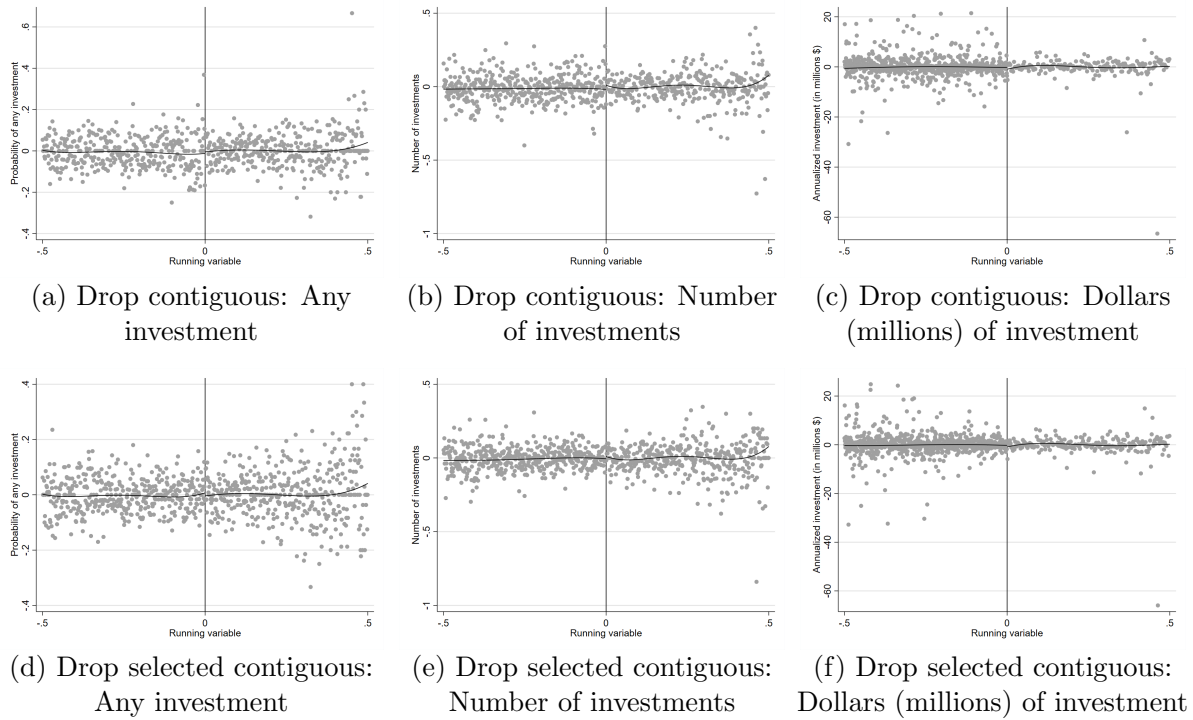 Probability of any investment
.6
.4
.2
0
-.2
-.4
-.5
0
.5
Running variable
(a) Drop contiguous: Any
investment
Number of investments
.5
0
-.5
-1
-.5
0
.5
Running variable
(b) Drop contiguous: Number
of investments
Annualized investment (in millions $)
20
0
-20
-40
-60
-.5
0
.5
Running variable
(c) Drop contiguous: Dollars
(millions) of investment
Probability of any investment
.4
.2
0
-.2
-.4
-.5
0
.5
Running variable
(d) Drop selected contiguous:
Any investment
Number of investments
.5
0
-.5
-1
-.5
0
.5
Running variable
(e) Drop selected contiguous:
Number of investments
Annualized investment (in millions $)
20
0
-20
-40
-60
-.5
0
.5
Running variable
(f) Drop selected contiguous:
Dollars (millions) of investment